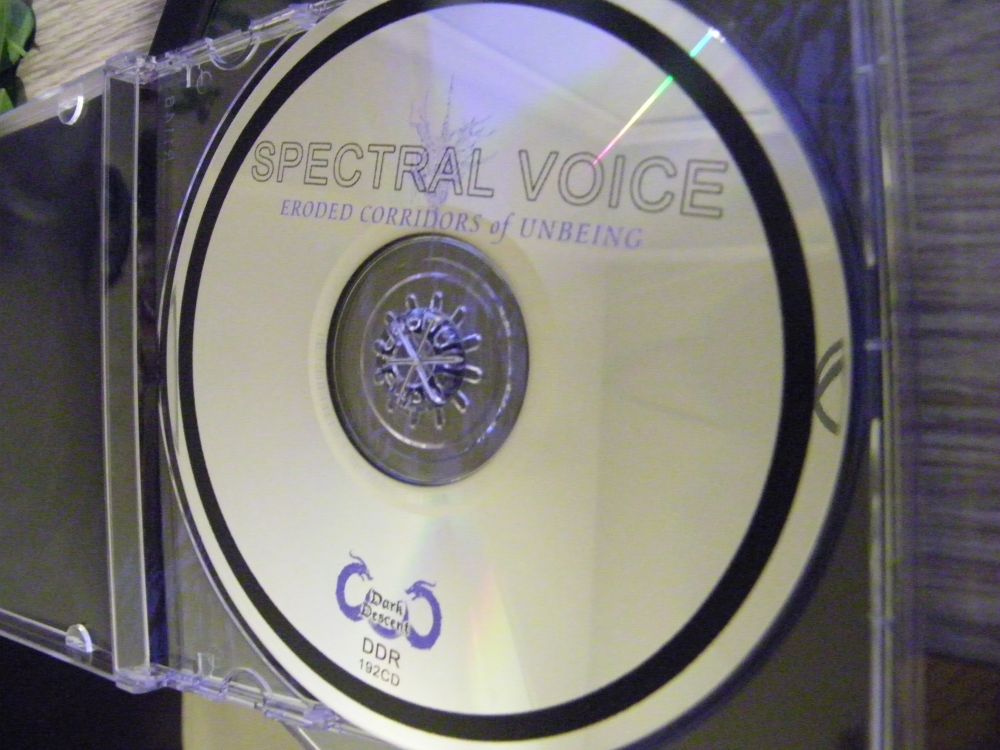 SPECTRAL VOICE
ERODED CORRIDORS of UNBEING
Dark
Descent
DDR
192CD